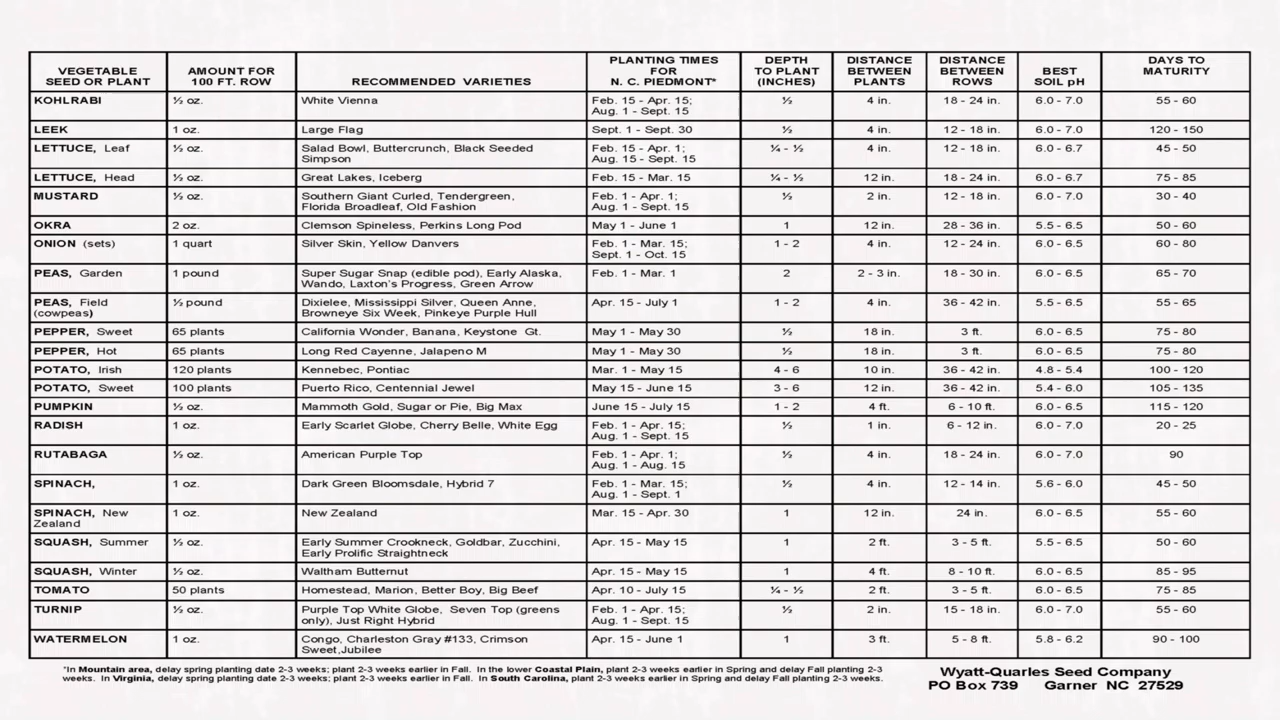 VEGETABLE SEED OR PLANT | AMOUNT FOR 100 FT. ROW | RECOMMENDED VARIETIES | PLANTING TIMES FOR N. C. PIEDMONT* | DEPTH TO PLANT (INCHES) | DISTANCE BETWEEN PLANTS | DISTANCE BETWEEN ROWS | BEST SOIL pH | DAYS TO MATURITY
KOHLRABI | ½ oz. | White Vienna | Feb. 15 - Apr. 15; Aug. 1 - Sept. 15 | ½ | 4 in. | 18 - 24 in. | 6.0 - 7.0 | 55 - 60
LEEK | 1 oz. | Large Flag | Sept. 1 - Sept. 30 | ½ | 4 in. | 12 - 18 in. | 6.0 - 7.0 | 120 - 150
LETTUCE, Leaf | ½ oz. | Salad Bowl, Buttercrunch, Black Seeded Simpson | Feb. 15 - Apr. 1; Aug. 15 - Sept. 15 | ¼ - ½ | 4 in. | 12 - 18 in. | 6.0 - 6.7 | 45 - 50
LETTUCE, Head | ½ oz. | Great Lakes, Iceberg | Feb. 15 - Mar. 15 | ¼ - ½ | 12 in. | 18 - 24 in. | 6.0 - 6.7 | 75 - 85
MUSTARD | ½ oz. | Southern Giant Curled, Tendergreen, Florida Broadleaf, Old Fashion | Feb. 1 - Apr. 1; Aug. 1 - Sept. 15 | ½ | 2 in. | 12 - 18 in. | 6.0 - 7.0 | 30 - 40
OKRA | 2 oz. | Clemson Spineless, Perkins Long Pod | May 1 - June 1 | 1 | 12 in. | 28 - 36 in. | 5.5 - 6.5 | 50 - 60
ONION (sets) | 1 quart | Silver Skin, Yellow Danvers | Feb. 1 - Mar. 15; Sept. 1 - Oct. 15 | 1 - 2 | 4 in. | 12 - 24 in. | 6.0 - 6.5 | 60 - 80
PEAS, Garden | 1 pound | Super Sugar Snap (edible pod), Early Alaska, Wando, Laxton's Progress, Green Arrow | Feb. 1 - Mar. 1 | 2 | 2 - 3 in. | 18 - 30 in. | 6.0 - 6.5 | 65 - 70
PEAS, Field (cowpeas) | ½ pound | Dixielee, Mississippi Silver, Queen Anne, Browneye Six Week, Pinkeye Purple Hull | Apr. 15 - July 1 | 1 - 2 | 4 in. | 36 - 42 in. | 5.5 - 6.5 | 55 - 65
PEPPER, Sweet | 65 plants | California Wonder, Banana, Keystone Gt. | May 1 - May 30 | ½ | 18 in. | 3 ft. | 6.0 - 6.5 | 75 - 80
PEPPER, Hot | 65 plants | Long Red Cayenne, Jalapeno M | May 1 - May 30 | ½ | 18 in. | 3 ft. | 6.0 - 6.5 | 75 - 80
POTATO, Irish | 120 plants | Kennebec, Pontiac | Mar. 1 - May 15 | 4 - 6 | 10 in. | 36 - 42 in. | 4.8 - 5.4 | 100 - 120
POTATO, Sweet | 100 plants | Puerto Rico, Centennial Jewel | May 15 - June 15 | 3 - 6 | 12 in. | 36 - 42 in. | 5.4 - 6.0 | 105 - 135
PUMPKIN | ½ oz. | Mammoth Gold, Sugar or Pie, Big Max | June 15 - July 15 | 1 - 2 | 4 ft. | 6 - 10 ft. | 6.0 - 6.5 | 115 - 120
RADISH | 1 oz. | Early Scarlet Globe, Cherry Belle, White Egg | Feb. 1 - Apr. 15; Aug. 1 - Sept. 15 | ½ | 1 in. | 6 - 12 in. | 6.0 - 7.0 | 20 - 25
RUTABAGA | ½ oz. | American Purple Top | Feb. 1 - Apr. 1; Aug. 1 - Aug. 15 | ½ | 4 in. | 18 - 24 in. | 6.0 - 7.0 | 90
SPINACH, | 1 oz. | Dark Green Bloomsdale, Hybrid 7 | Feb. 1 - Mar. 15; Aug. 1 - Sept. 1 | ½ | 4 in. | 12 - 14 in. | 5.6 - 6.0 | 45 - 50
SPINACH, New Zealand | 1 oz. | New Zealand | Mar. 15 - Apr. 30 | 1 | 12 in. | 24 in. | 6.0 - 6.5 | 55 - 60
SQUASH, Summer | ½ oz. | Early Summer Crookneck, Goldbar, Zucchini, Early Prolific Straightneck | Apr. 15 - May 15 | 1 | 2 ft. | 3 - 5 ft. | 5.5 - 6.5 | 50 - 60
SQUASH, Winter | ½ oz. | Waltham Butternut | Apr. 15 - May 15 | 1 | 4 ft. | 8 - 10 ft. | 6.0 - 6.5 | 85 - 95
TOMATO | 50 plants | Homestead, Marion, Better Boy, Big Beef | Apr. 10 - July 15 | ¼ - ½ | 2 ft. | 3 - 5 ft. | 6.0 - 6.5 | 75 - 85
TURNIP | ½ oz. | Purple Top White Globe, Seven Top (greens only), Just Right Hybrid | Feb. 1 - Apr. 15; Aug. 1 - Sept. 15 | ½ | 2 in. | 15 - 18 in. | 6.0 - 7.0 | 55 - 60
WATERMELON | 1 oz. | Congo, Charleston Gray #133, Crimson Sweet,Jubilee | Apr. 15 - June 1 | 1 | 3 ft. | 5 - 8 ft. | 5.8 - 6.2 | 90 - 100
*In Mountain area, delay spring planting date 2-3 weeks; plant 2-3 weeks earlier in Fall. In the lower Coastal Plain, plant 2-3 weeks earlier in Spring and delay Fall planting 2-3
weeks. In Virginia, delay spring planting date 2-3 weeks; plant 2-3 weeks earlier in Fall. In South Carolina, plant 2-3 weeks earlier in Spring and delay Fall planting 2-3 weeks.
Wyatt-Quarles Seed Company
PO Box 739 Garner NC 27529